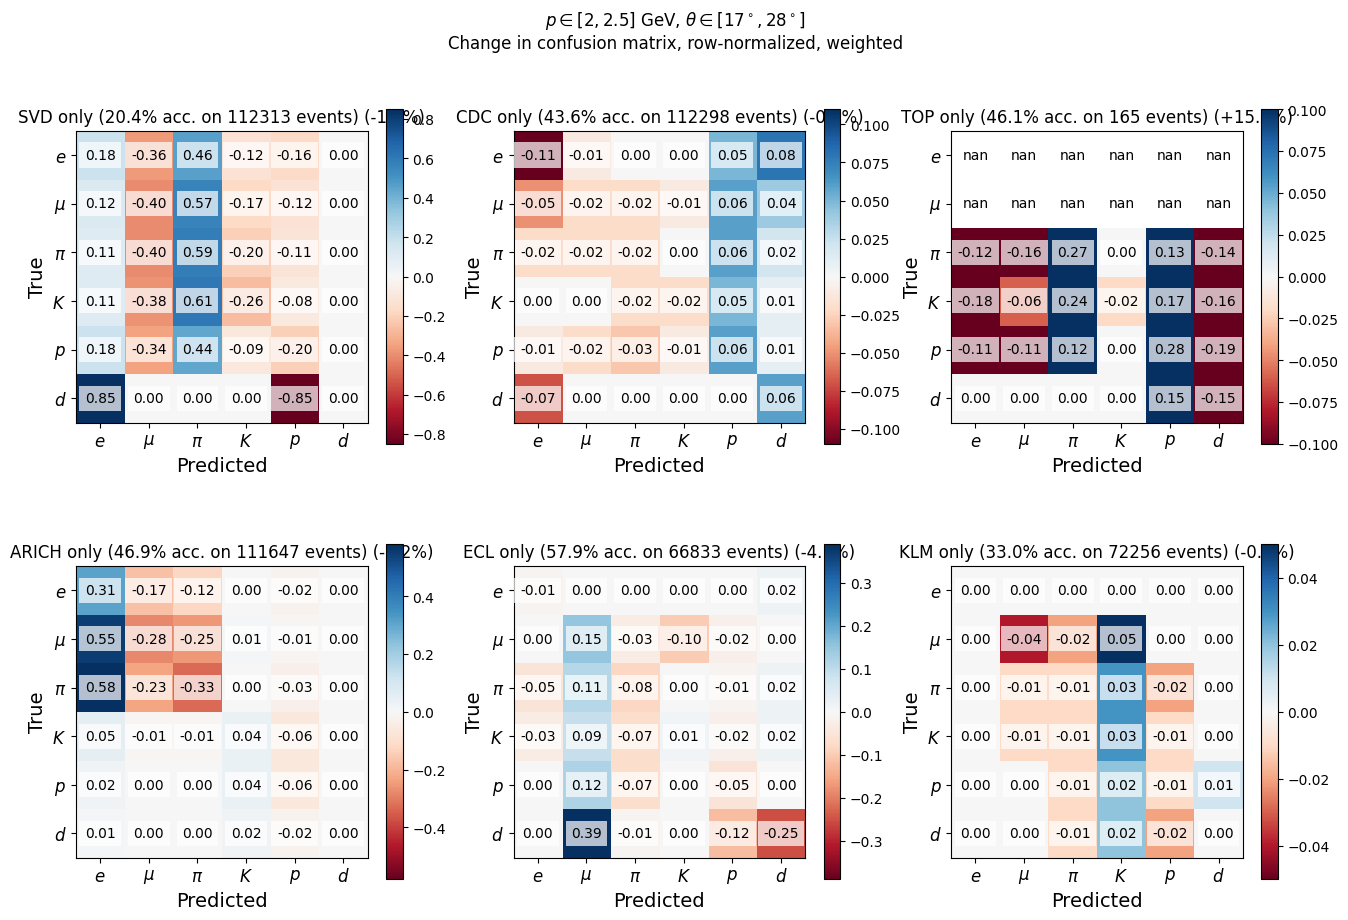 p ∈ [2, 2.5] GeV, θ ∈ [17°, 28°]
Change in confusion matrix, row-normalized, weighted
SVD only (20.4% acc. on 112313 events)
True
e 0.18 -0.36 0.46 -0.12 -0.16 0.00
μ 0.12 -0.40 0.57 -0.17 -0.12 0.00
π 0.11 -0.40 0.59 -0.20 -0.11 0.00
K 0.11 -0.38 0.61 -0.26 -0.08 0.00
p 0.18 -0.34 0.44 -0.09 -0.20 0.00
d 0.85 0.00 0.00 0.00 -0.85 0.00
e μ π K p d
Predicted
0.8
0.6
0.4
0.2
0.0
−0.2
−0.4
−0.6
−0.8
CDC only (43.6% acc. on 112298 events)
True
e -0.11 -0.01 0.00 0.00 0.05 0.08
μ -0.05 -0.02 -0.02 -0.01 0.06 0.04
π -0.02 -0.02 -0.02 0.00 0.06 0.02
K 0.00 0.00 -0.02 -0.02 0.05 0.01
p -0.01 -0.02 -0.03 -0.01 0.06 0.01
d -0.07 0.00 0.00 0.00 0.00 0.06
e μ π K p d
Predicted
0.100
0.075
0.050
0.025
0.000
−0.025
−0.050
−0.075
−0.100
TOP only (46.1% acc. on 165 events)
True
e nan nan nan nan nan nan
μ nan nan nan nan nan nan
π -0.12 -0.16 0.27 0.00 0.13 -0.14
K -0.18 -0.06 0.24 -0.02 0.17 -0.16
p -0.11 -0.11 0.12 0.00 0.28 -0.19
d 0.00 0.00 0.00 0.00 0.15 -0.15
e μ π K p d
Predicted
0.100
0.075
0.050
0.025
0.000
−0.025
−0.050
−0.075
−0.100
ARICH only (46.9% acc. on 111647 events)
True
e 0.31 -0.17 -0.12 0.00 -0.02 0.00
μ 0.55 -0.28 -0.25 0.01 -0.01 0.00
π 0.58 -0.23 -0.33 0.00 -0.03 0.00
K 0.05 -0.01 -0.01 0.04 -0.06 0.00
p 0.02 0.00 0.00 0.04 -0.06 0.00
d 0.01 0.00 0.00 0.02 -0.02 0.00
e μ π K p d
Predicted
0.4
0.2
0.0
−0.2
−0.4
ECL only (57.9% acc. on 66833 events)
True
e -0.01 0.00 0.00 0.00 0.00 0.02
μ 0.00 0.15 -0.03 -0.10 -0.02 0.00
π -0.05 0.11 -0.08 0.00 -0.01 0.02
K -0.03 0.09 -0.07 0.01 -0.02 0.02
p 0.00 0.12 -0.07 0.00 -0.05 0.00
d 0.00 0.39 -0.01 0.00 -0.12 -0.25
e μ π K p d
Predicted
0.3
0.2
0.1
0.0
−0.1
−0.2
−0.3
KLM only (33.0% acc. on 72256 events)
True
e 0.00 0.00 0.00 0.00 0.00 0.00
μ 0.00 -0.04 -0.02 0.05 0.00 0.00
π 0.00 -0.01 -0.01 0.03 -0.02 0.00
K 0.00 -0.01 -0.01 0.03 -0.01 0.00
p 0.00 0.00 -0.01 0.02 -0.01 0.01
d 0.00 0.00 -0.01 0.02 -0.02 0.00
e μ π K p d
Predicted
0.04
0.02
0.00
−0.02
−0.04